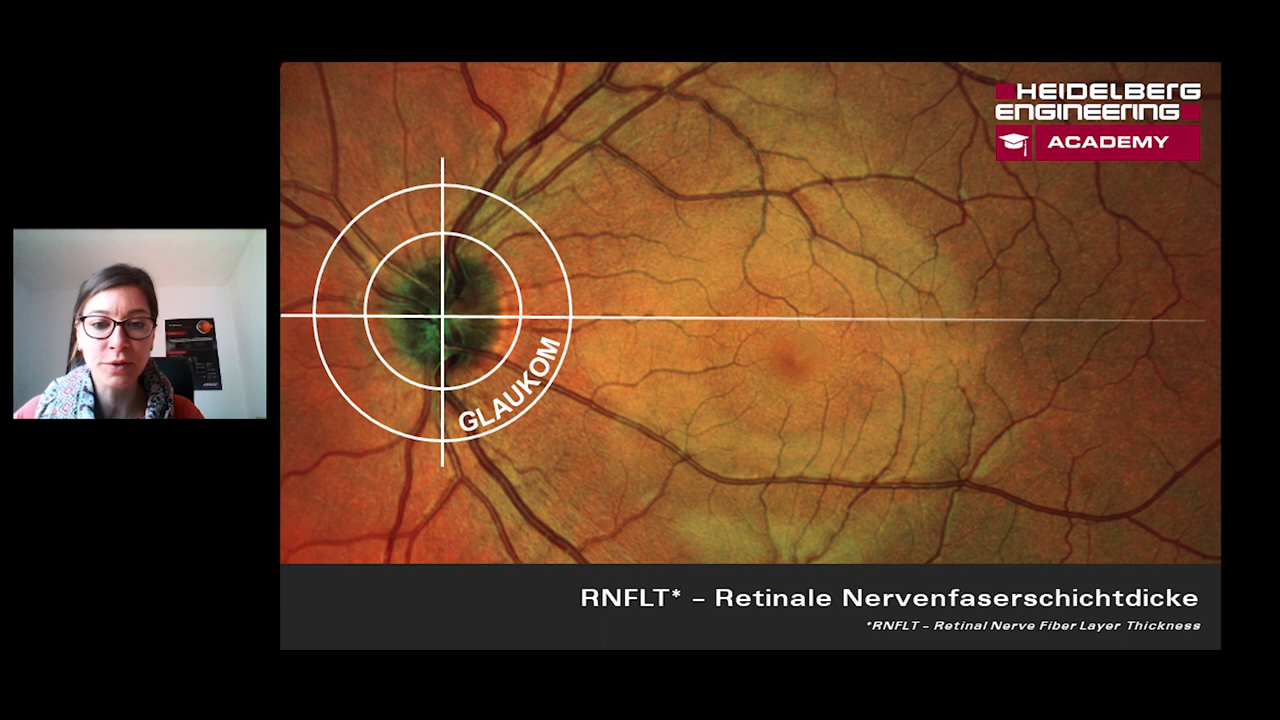 HEIDELBERG
ENGINEERING
ACADEMY
GLAUKOM
RNFLT* – Retinale Nervenfaserschichtdicke
*RNFLT – Retinal Nerve Fiber Layer Thickness